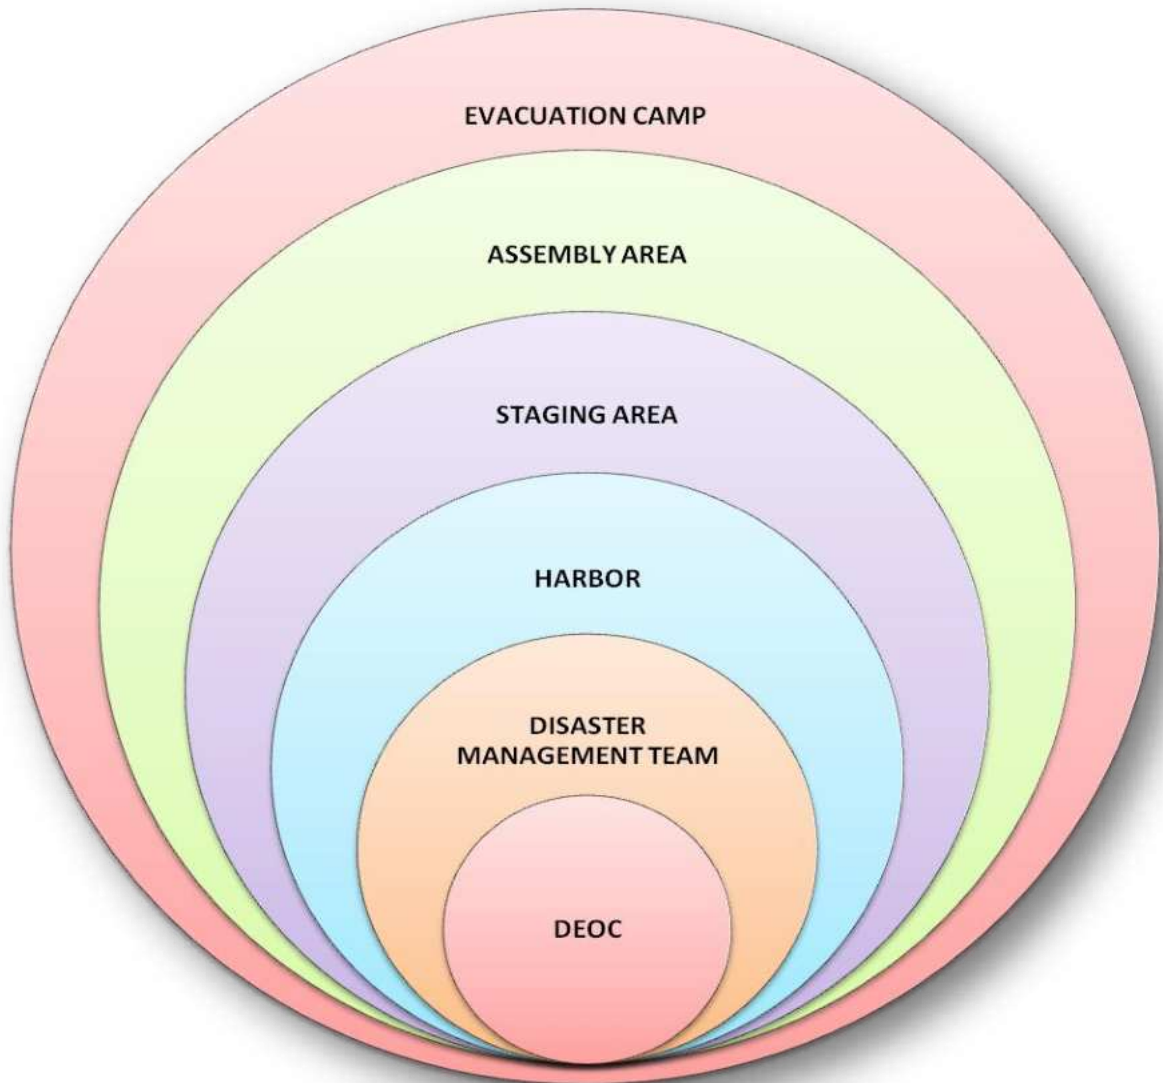 EVACUATION CAMP
ASSEMBLY AREA
STAGING AREA
HARBOR
DISASTER
MANAGEMENT TEAM
DEOC